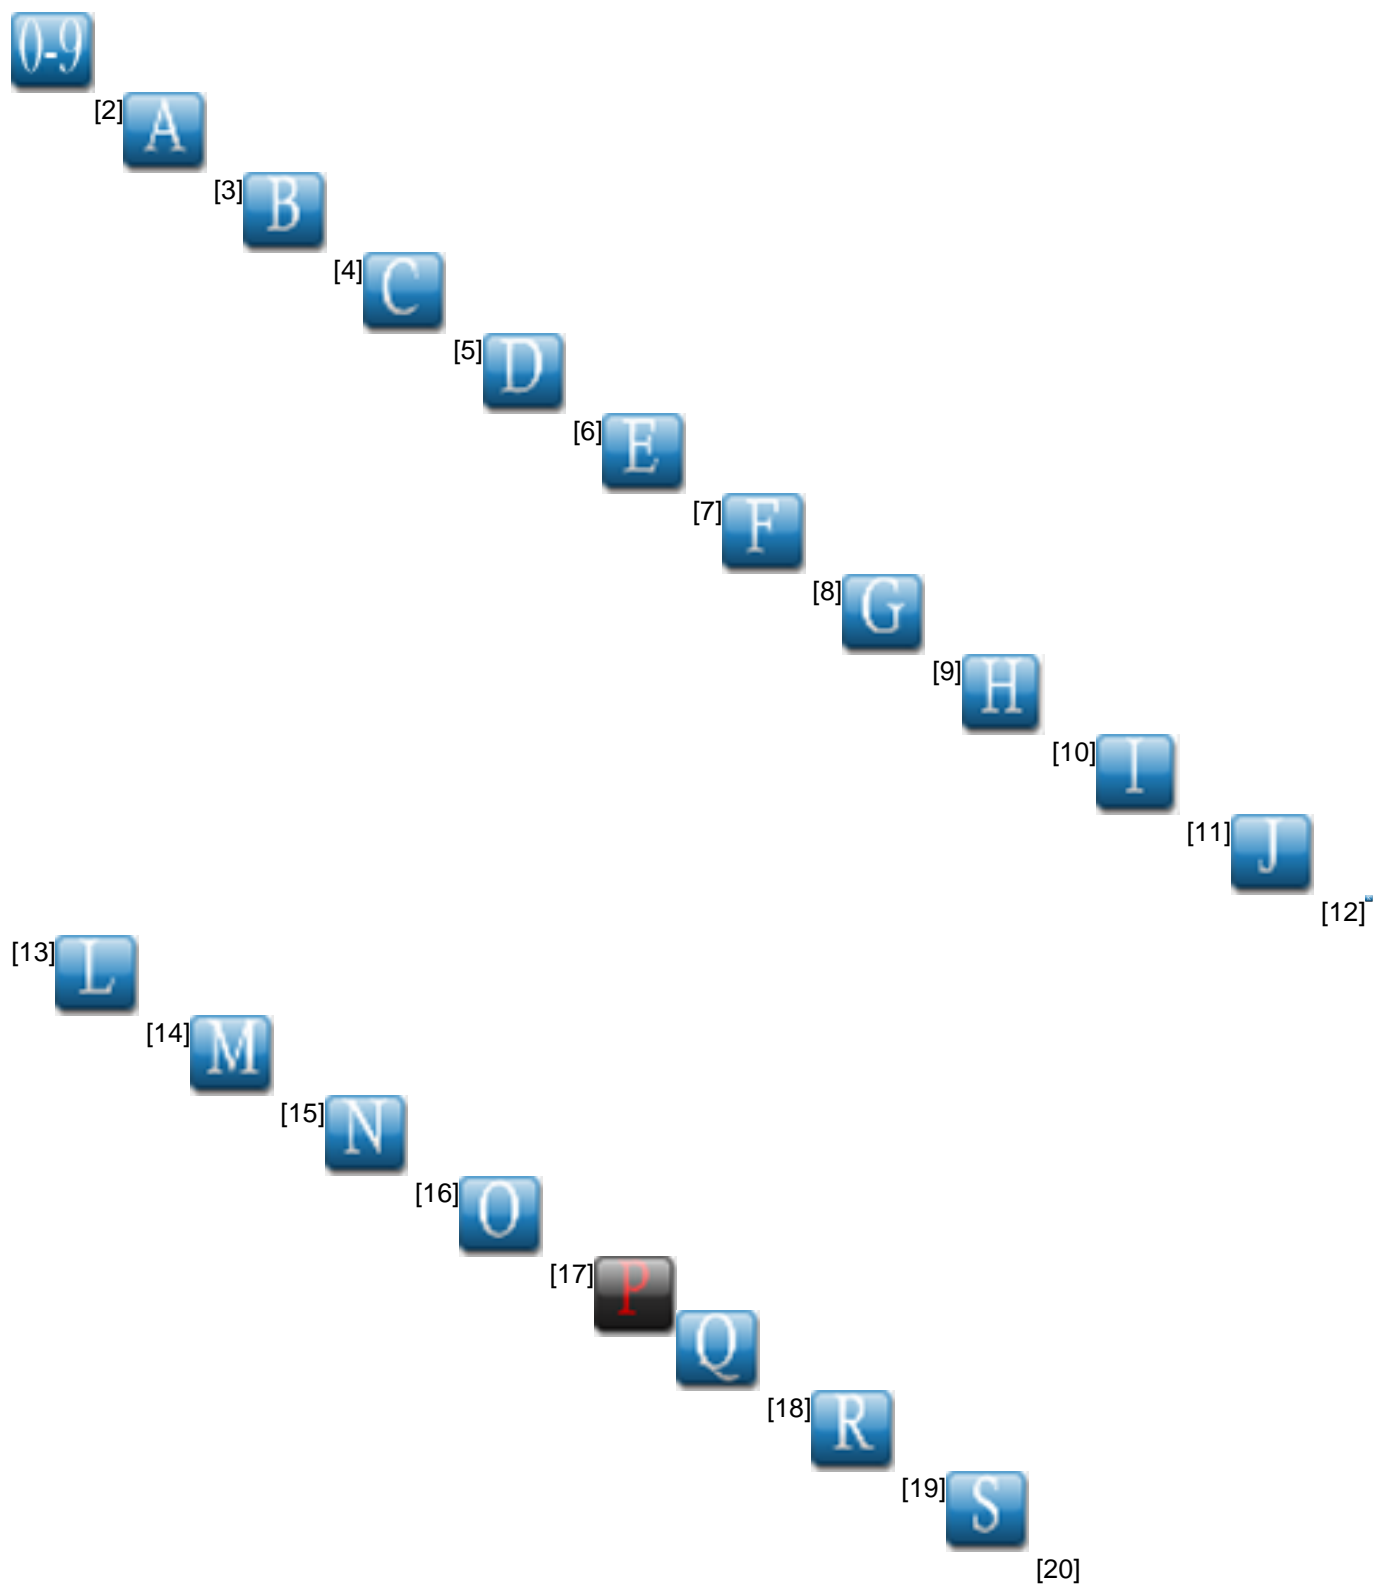 0-9
[2] A
[3] B
[4] C
[5] D
[6] E
[7] F
[8] G
[9] H
[10] I
[11] J
[12]
[13] L
[14] M
[15] N
[16] O
[17] P
Q
[18] R
[19] S
[20]